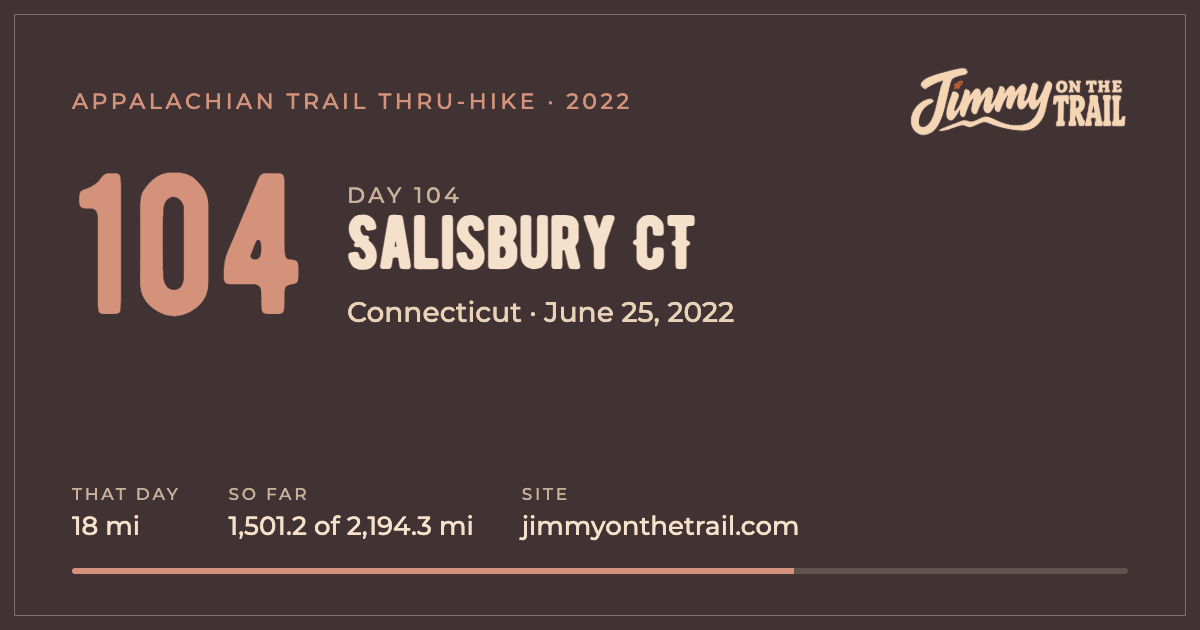 APPALACHIAN TRAIL THRU-HIKE · 2022
Jimmy ON THE TRAIL
104
DAY 104
SALISBURY CT
Connecticut · June 25, 2022
THAT DAY
18 mi
SO FAR
1,501.2 of 2,194.3 mi
SITE
jimmyonthetrail.com